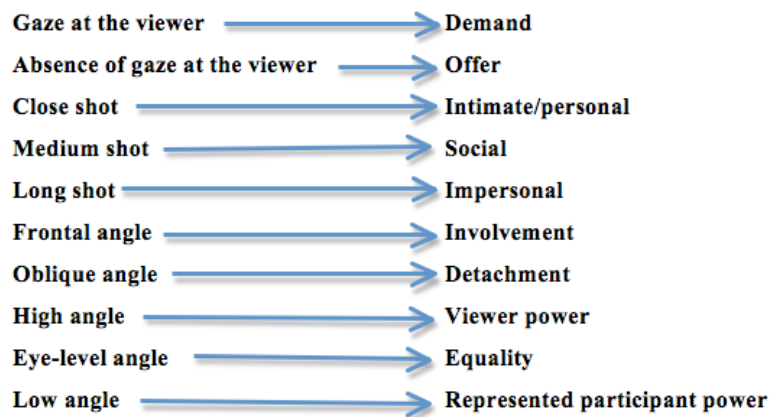 Gaze at the viewer Demand
Absence of gaze at the viewer Offer
Close shot Intimate/personal
Medium shot Social
Long shot Impersonal
Frontal angle Involvement
Oblique angle Detachment
High angle Viewer power
Eye-level angle Equality
Low angle Represented participant power